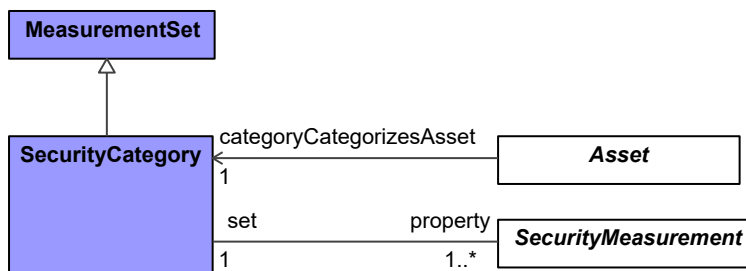 MeasurementSet
SecurityCategory
categoryCategorizesAsset
1
Asset
set
property
1
1..*
SecurityMeasurement